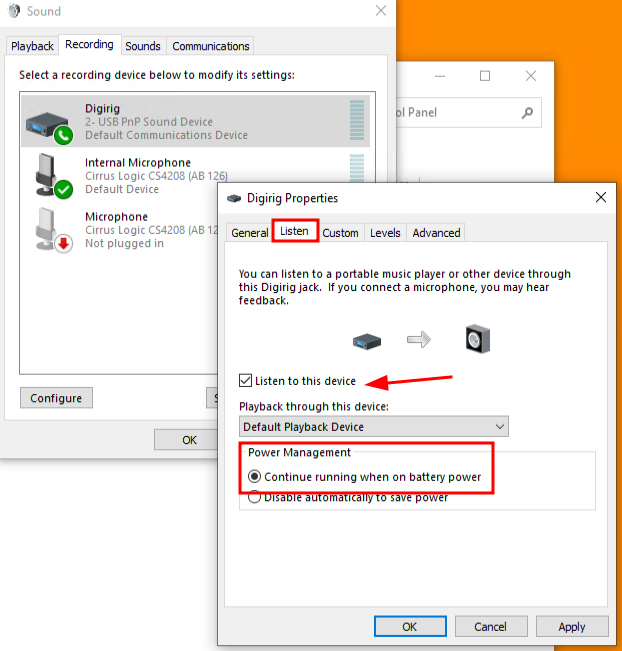 Sound
Playback
Recording
Sounds
Communications
Select a recording device below to modify its settings:
Digirig
2- USB PnP Sound Device
Default Communications Device
Internal Microphone
Cirrus Logic CS4208 (AB 126)
Default Device
Microphone
Cirrus Logic CS4208 (AB 12
Not plugged in
Configure
S
OK
ol Panel
Digirig Properties
General
Listen
Custom
Levels
Advanced
You can listen to a portable music player or other device through
this Digirig jack. If you connect a microphone, you may hear
feedback.
Listen to this device
Playback through this device:
Default Playback Device
Power Management
Continue running when on battery power
Disable automatically to save power
OK
Cancel
Apply